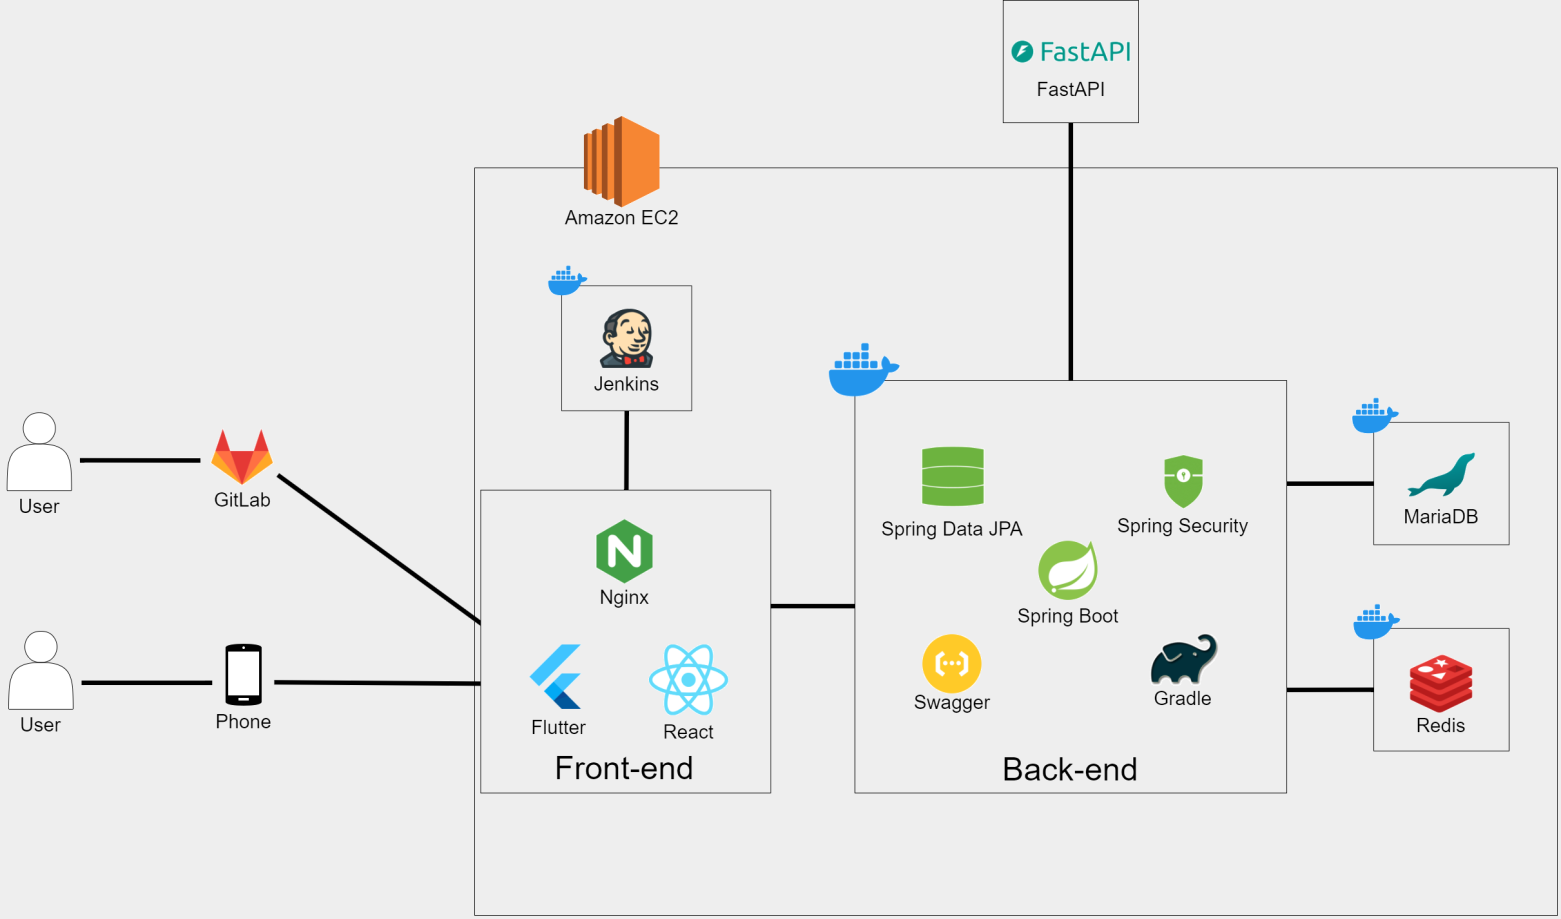 FastAPI
FastAPI
Amazon EC2
Jenkins
User
GitLab
Nginx
Spring Data JPA
Spring Security
Spring Boot
MariaDB
User
Phone
Flutter
React
Front-end
Swagger
Gradle
Back-end
Redis